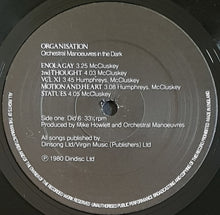 ORGANISATION
Orchestral Manoeuvres in the Dark
ENOLA GAY 3.25 McCluskey
2nd THOUGHT 4.03 McCluskey
VCL XI 3.45 Humphreys, McCluskey
MOTION AND HEART 3.08 Humphreys, McCluskey
STATUES 4.05 McCluskey
Side one: Did 6: 33⅓ rpm
Produced by Mike Howlett and Orchestral Manoeuvres
All songs published by
Dinsong Ltd/Virgin Music (Publishers) Ltd
℗ 1980 Dindisc Ltd